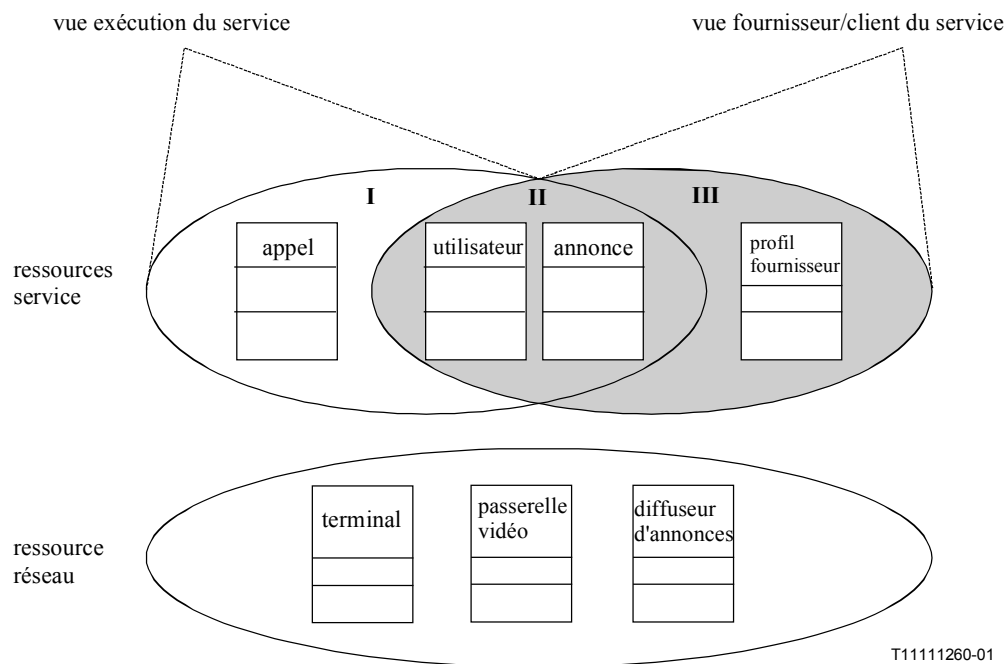 vue exécution du service
vue fournisseur/client du service
I
II
III
appel
utilisateur
annonce
profil
fournisseur
ressources
service
terminal
passerelle
vidéo
diffuseur
d'annonces
ressource
réseau
T11111260-01